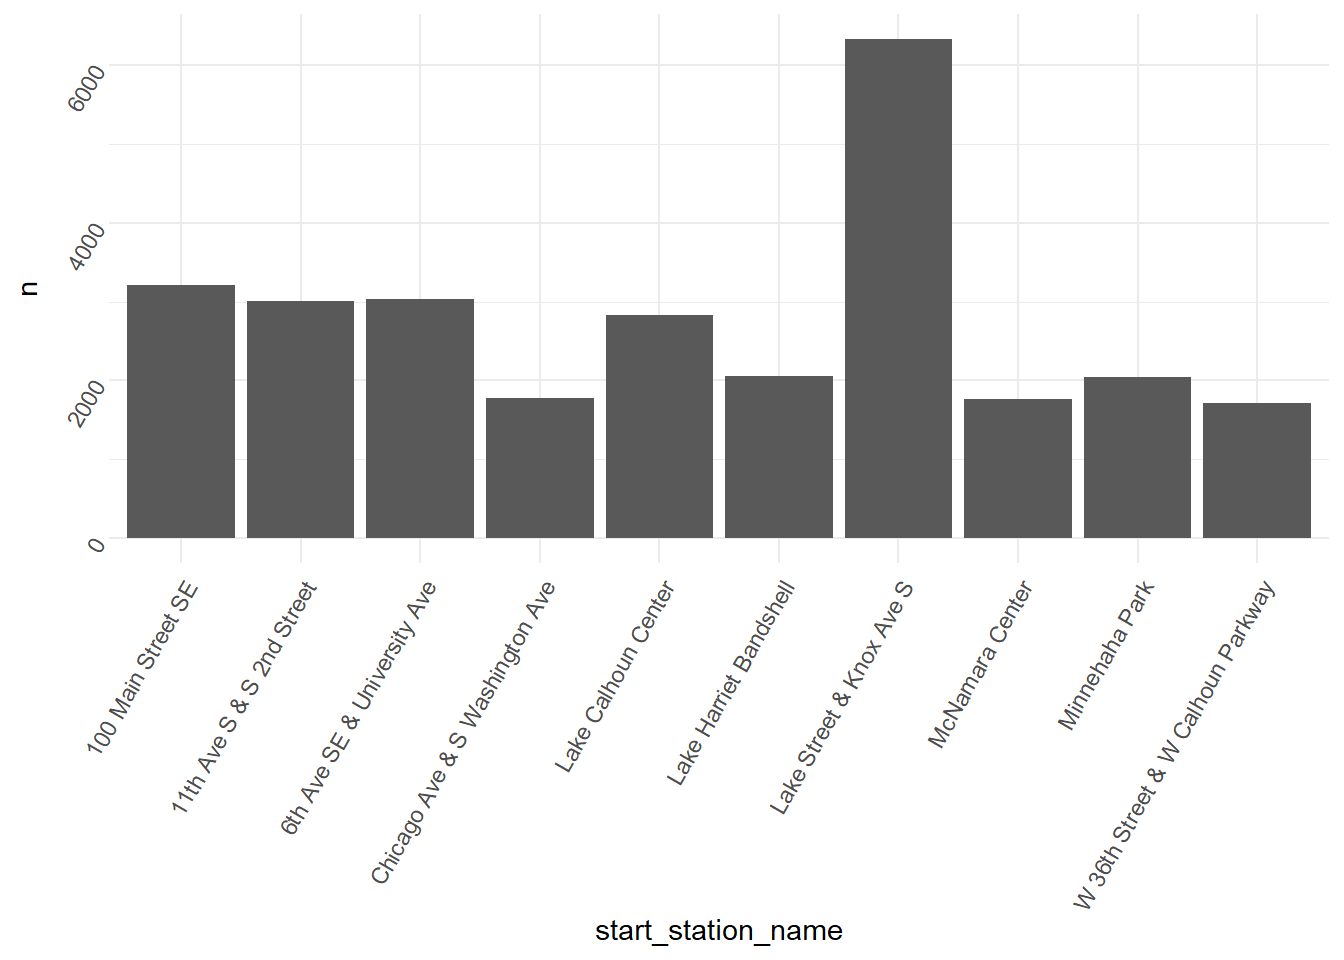 6000
4000
2000
0
n
100 Main Street SE
11th Ave S & S 2nd Street
6th Ave SE & University Ave
Chicago Ave & S Washington Ave
Lake Calhoun Center
Lake Harriet Bandshell
Lake Street & Knox Ave S
McNamara Center
Minnehaha Park
W 36th Street & W Calhoun Parkway
start_station_name